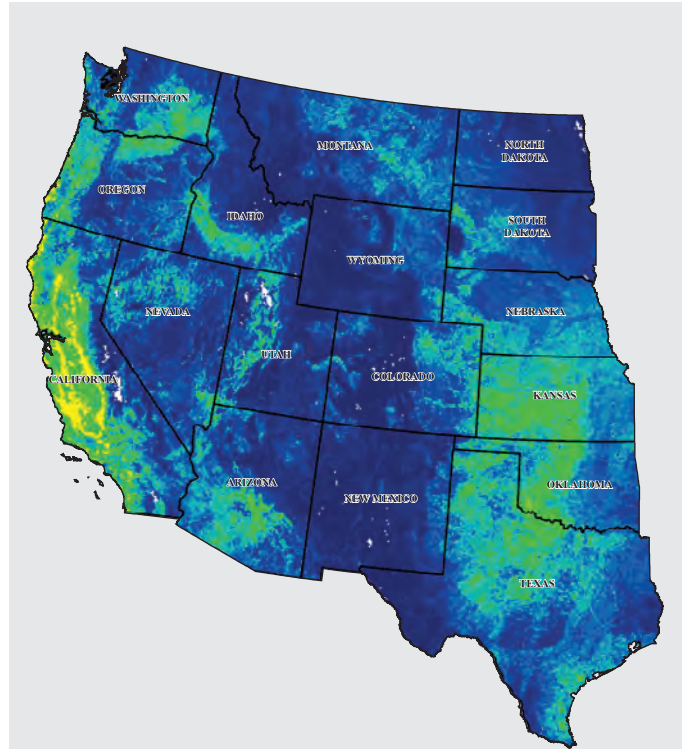 WASHINGTON
MONTANA
NORTH
DAKOTA
OREGON
IDAHO
SOUTH
DAKOTA
WYOMING
NEVADA
NEBRASKA
UTAH
COLORADO
CALIFORNIA
KANSAS
ARIZONA
OKLAHOMA
NEW MEXICO
TEXAS